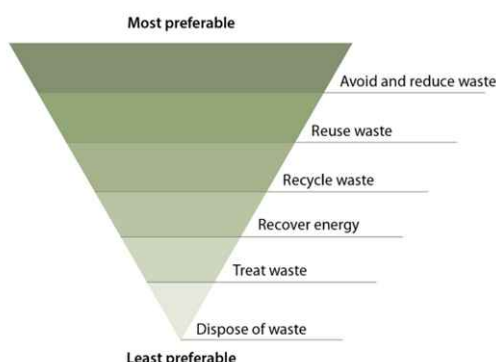 Most preferable
Avoid and reduce waste
Reuse waste
Recycle waste
Recover energy
Treat waste
Dispose of waste
Least preferable